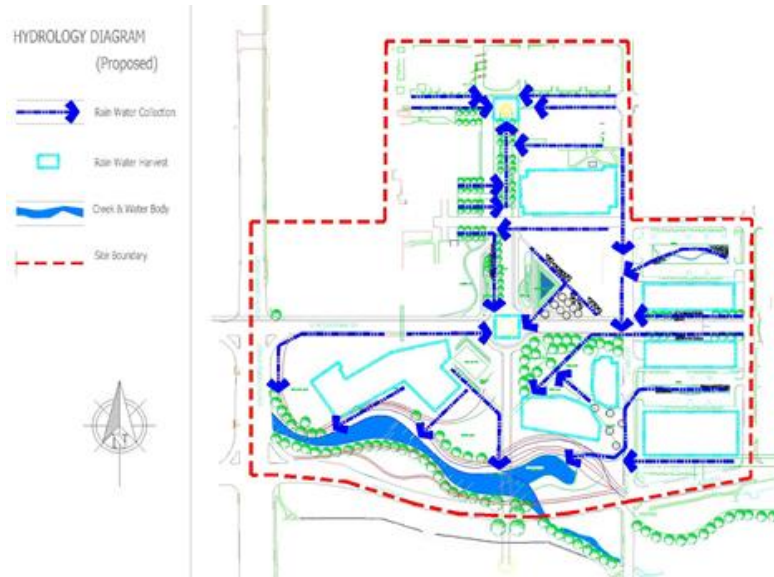 HYDROLOGY DIAGRAM
(Proposed)
Rain Water Collection
Rain Water Harvest
Creek & Water Body
Site Boundary